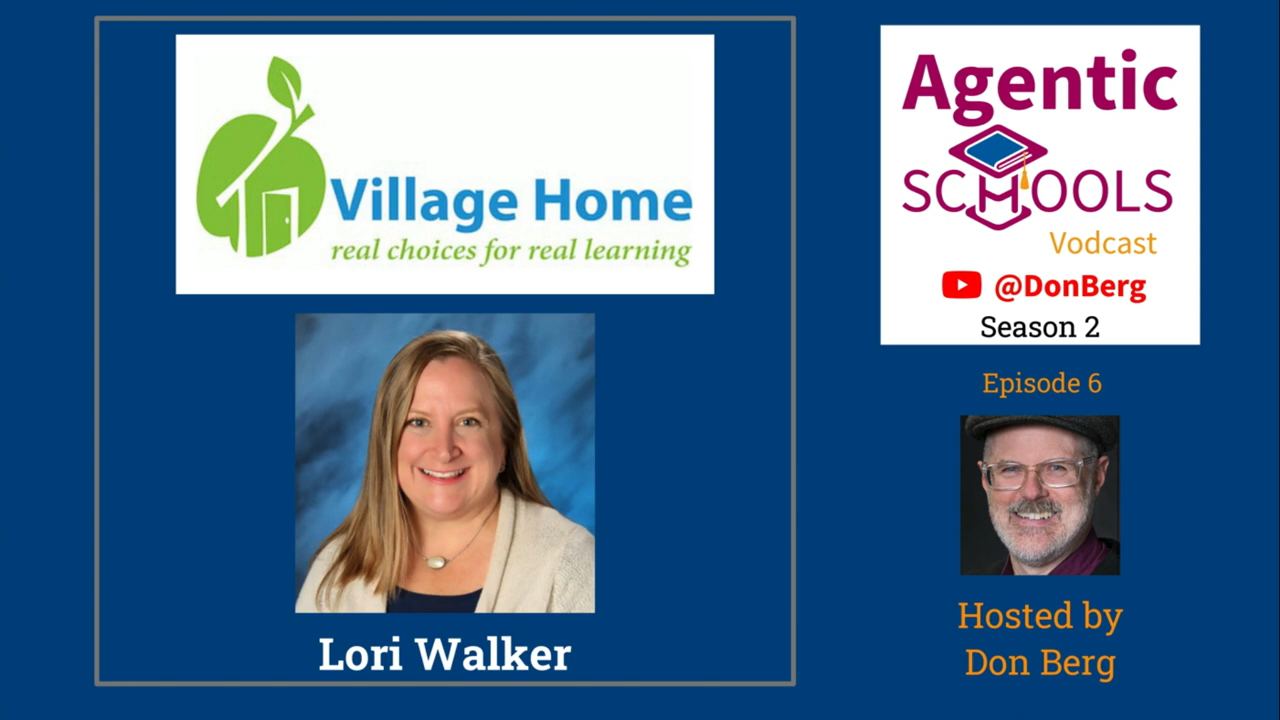 Village Home
real choices for real learning
Lori Walker
Agentic
SCHOOLS
Vodcast
@DonBerg
Season 2
Episode 6
Hosted by
Don Berg